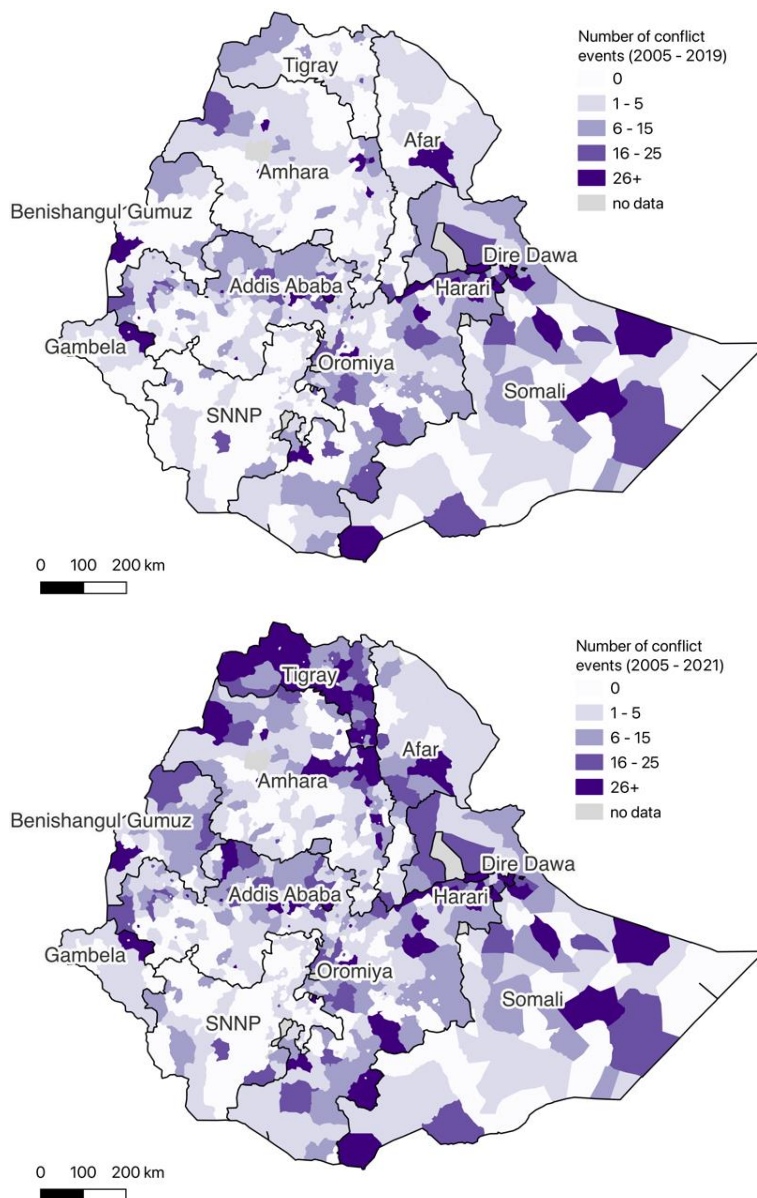 Number of conflict
events (2005 - 2019)
0
1 - 5
6 - 15
16 - 25
26+
no data
Tigray
Afar
Amhara
Benishangul Gumuz
Dire Dawa
Addis Ababa
Harari
Gambela
Oromiya
Somali
SNNP
0 100 200 km
Number of conflict
events (2005 - 2021)
0
1 - 5
6 - 15
16 - 25
26+
no data
Tigray
Afar
Amhara
Benishangul Gumuz
Dire Dawa
Addis Ababa
Harari
Gambela
Oromiya
Somali
SNNP
0 100 200 km